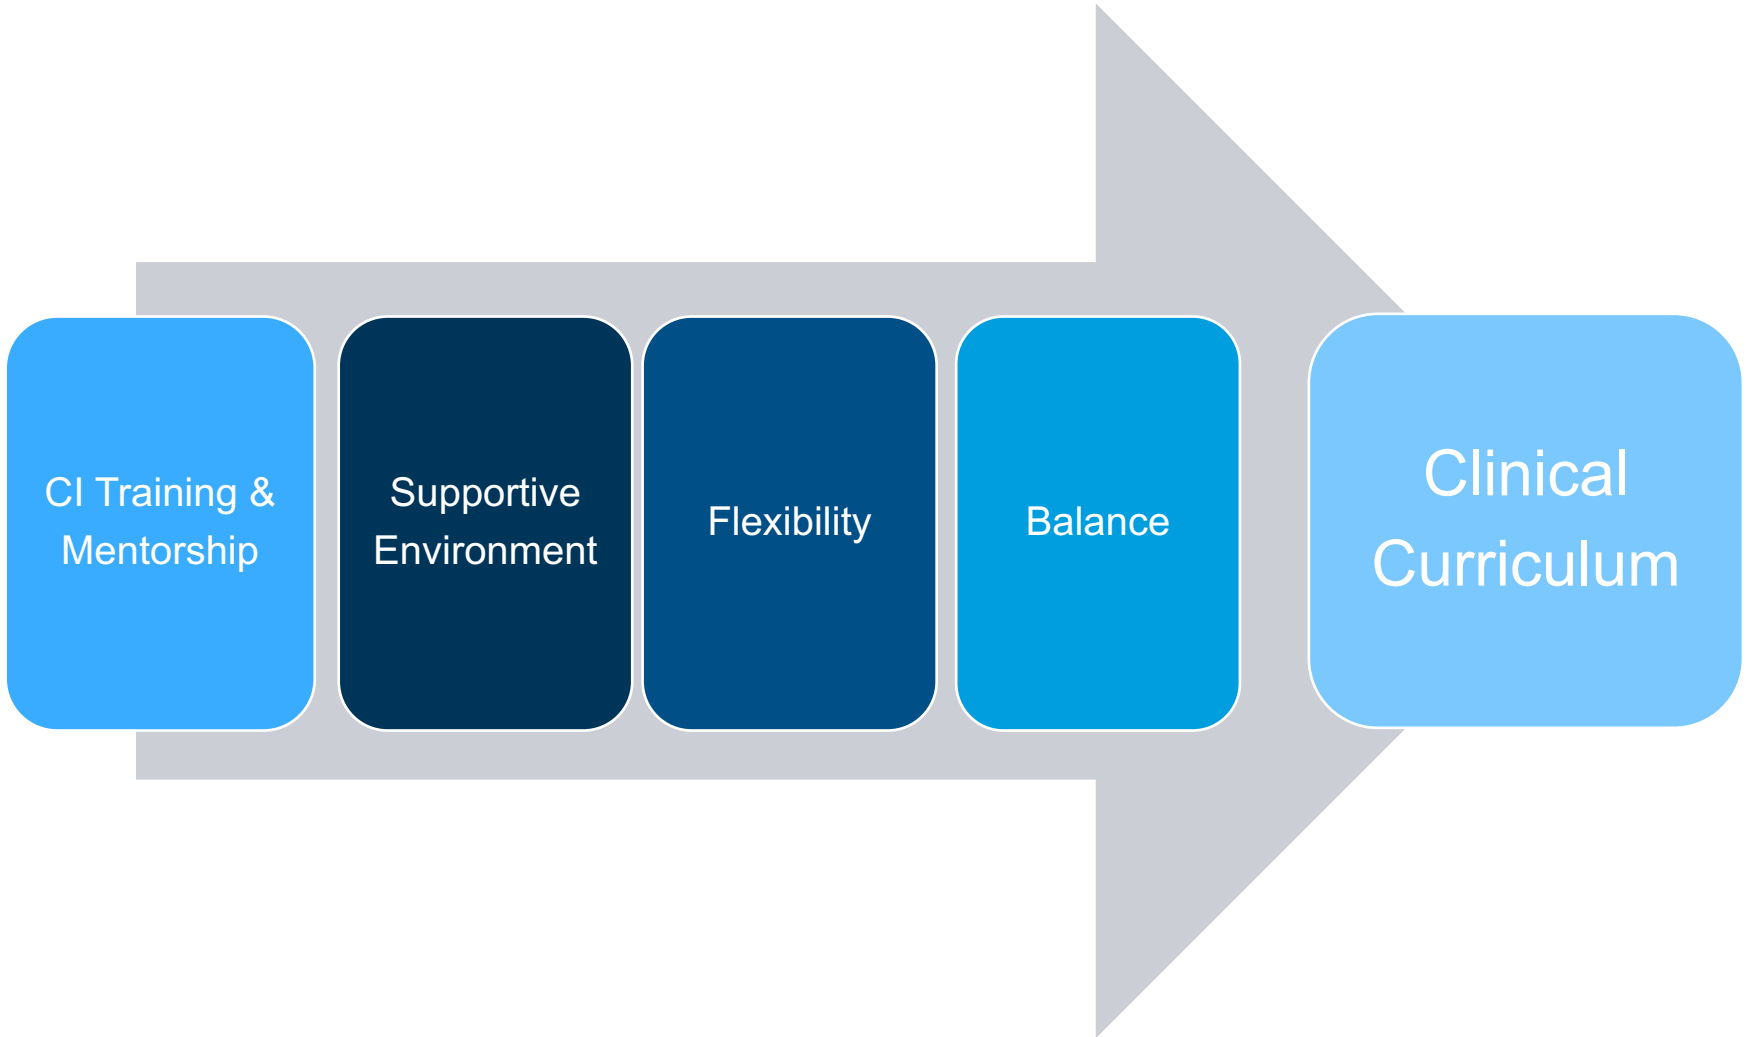 CI Training &
Mentorship
Supportive
Environment
Flexibility
Balance
Clinical
Curriculum